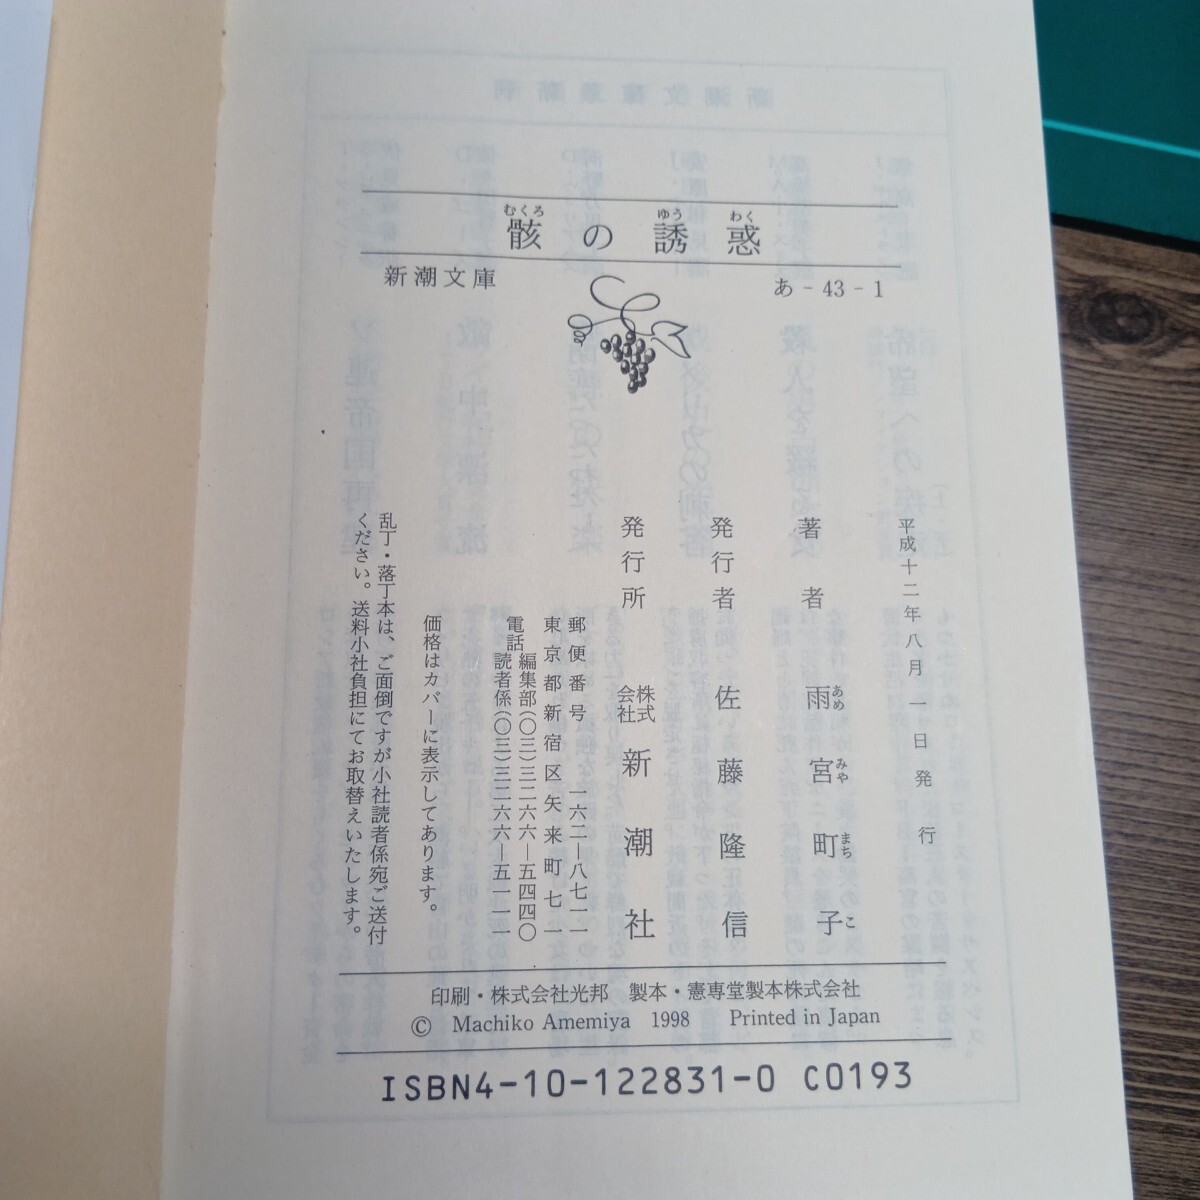 骸の誘惑
むくろ ゆう わく
新潮文庫
あ-43-1
平成十二年八月一日発行
著者 雨宮町子
あめ みや まち こ
発行者 佐藤隆信
発行所 株式会社 新潮社
郵便番号 一六二―八七一一
東京都新宿区矢来町七一
電話 編集部(〇三)三二六六―五四四〇
読者係(〇三)三二六六―五一一一
価格はカバーに表示してあります。
乱丁・落丁本は、ご面倒ですが小社読者係宛ご送付
ください。送料小社負担にてお取替えいたします。
印刷・株式会社光邦 製本・憲専堂製本株式会社
© Machiko Amemiya 1998 Printed in Japan
ISBN4-10-122831-0 C0193